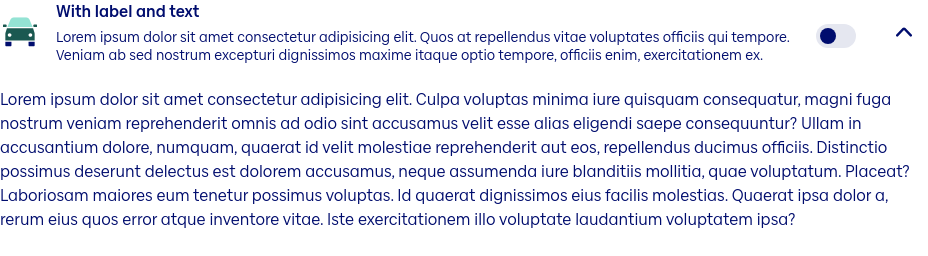 With label and text
Lorem ipsum dolor sit amet consectetur adipisicing elit. Quos at repellendus vitae voluptates officiis qui tempore.
Veniam ab sed nostrum excepturi dignissimos maxime itaque optio tempore, officiis enim, exercitationem ex.
Lorem ipsum dolor sit amet consectetur adipisicing elit. Culpa voluptas minima iure quisquam consequatur, magni fuga
nostrum veniam reprehenderit omnis ad odio sint accusamus velit esse alias eligendi saepe consequuntur? Ullam in
accusantium dolore, numquam, quaerat id velit molestiae reprehenderit aut eos, repellendus ducimus officiis. Distinctio
possimus deserunt delectus est dolorem accusamus, neque assumenda iure blanditiis mollitia, quae voluptatum. Placeat?
Laboriosam maiores eum tenetur possimus voluptas. Id quaerat dignissimos eius facilis molestias. Quaerat ipsa dolor a,
rerum eius quos error atque inventore vitae. Iste exercitationem illo voluptate laudantium voluptatem ipsa?